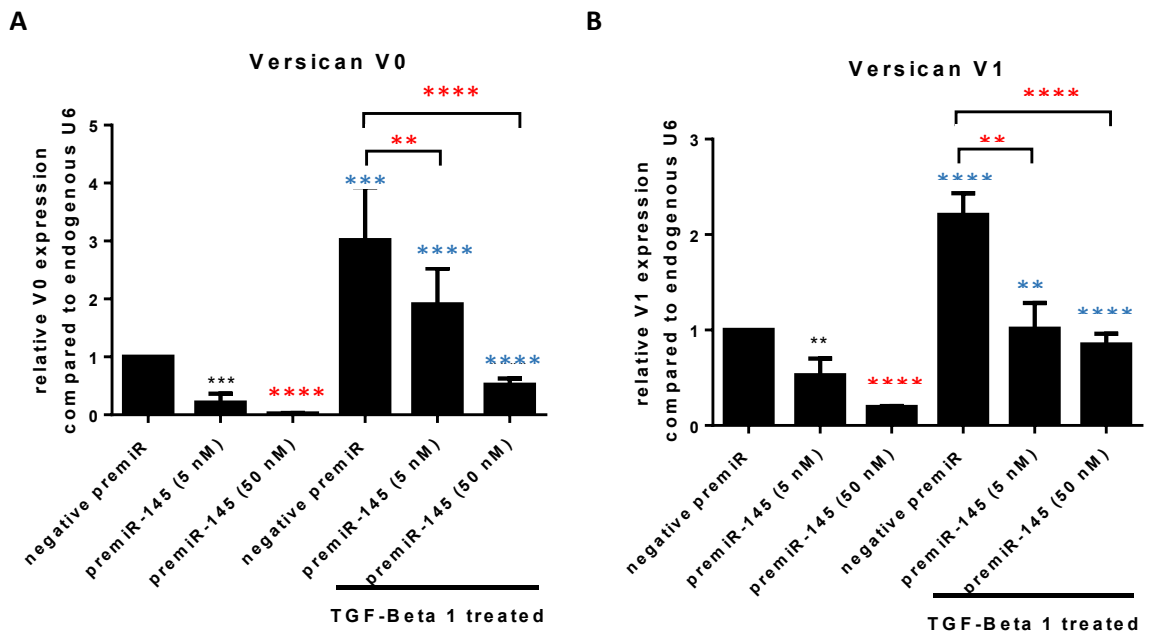 A
Versican V0
relative V0 expression
compared to endogenous U6
5
4
3
2
1
0
****
**
***
****
****
***
****
negative premiR
premiR-145 (5 nM)
premiR-145 (50 nM)
negative premiR
premiR-145 (5 nM)
premiR-145 (50 nM)
TGF-Beta 1 treated
B
Versican V1
relative V1 expression
compared to endogenous U6
3
2
1
0
****
**
****
**
****
**
****
negative premiR
premiR-145 (5 nM)
premiR-145 (50 nM)
negative premiR
premiR-145 (5 nM)
premiR-145 (50 nM)
TGF-Beta 1 treated